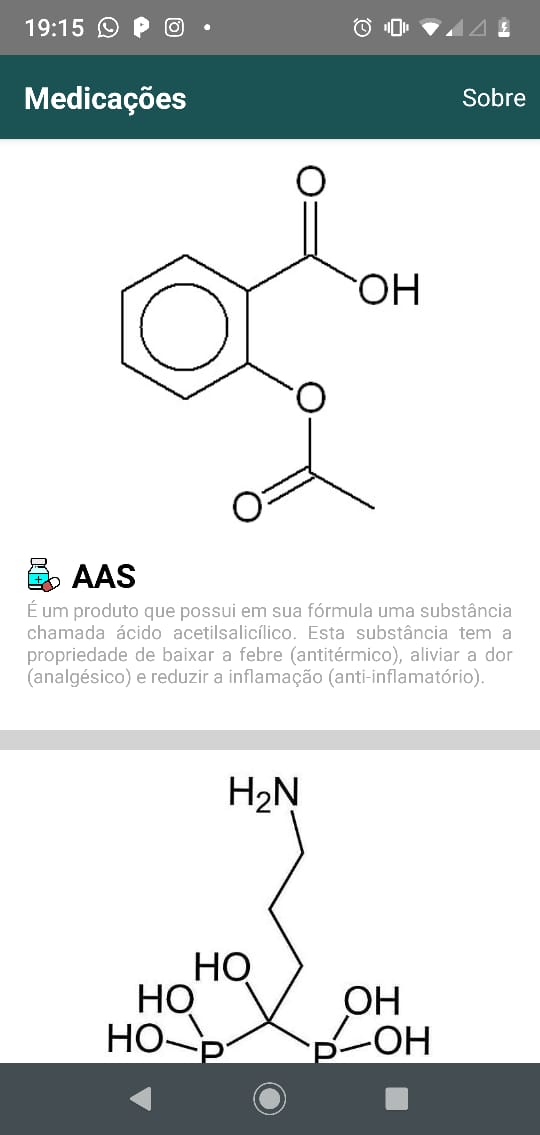 19:15
Medicações
Sobre
O
OH
O
O
AAS
É um produto que possui em sua fórmula uma substância
chamada ácido acetilsalicílico. Esta substância tem a
propriedade de baixar a febre (antitérmico), aliviar a dor
(analgésico) e reduzir a inflamação (anti-inflamatório).
H₂N
HO
HO
OH
HO
P
P
OH